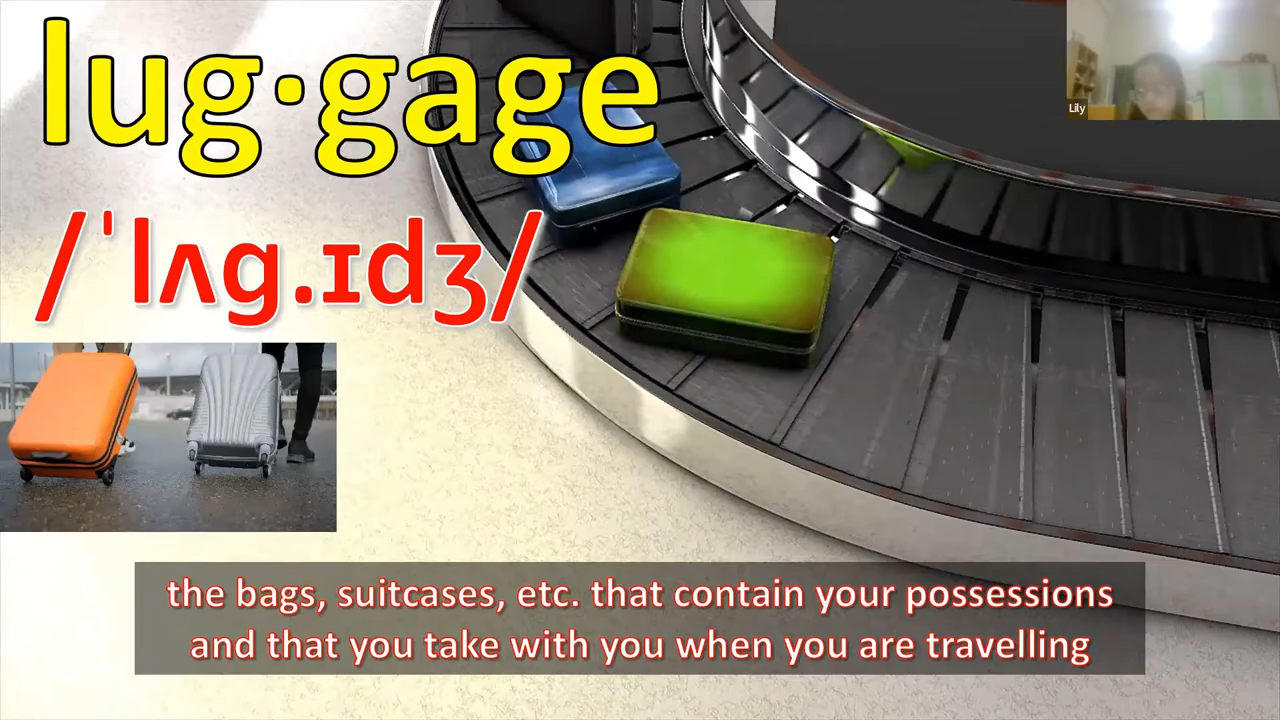 lug·gage
/ˈlʌɡ.ɪdʒ/
the bags, suitcases, etc. that contain your possessions
and that you take with you when you are travelling
Lily